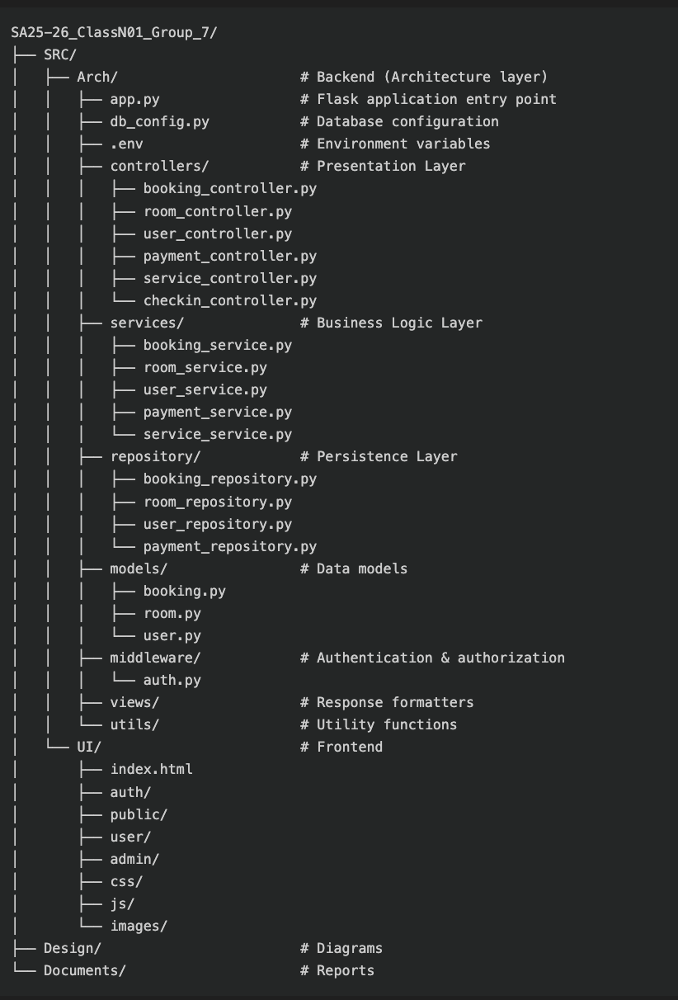 SA25-26_ClassN01_Group_7/
├── SRC/
│   ├── Arch/                      # Backend (Architecture layer)
│   │   ├── app.py                 # Flask application entry point
│   │   ├── db_config.py           # Database configuration
│   │   ├── .env                   # Environment variables
│   │   ├── controllers/           # Presentation Layer
│   │   │   ├── booking_controller.py
│   │   │   ├── room_controller.py
│   │   │   ├── user_controller.py
│   │   │   ├── payment_controller.py
│   │   │   ├── service_controller.py
│   │   │   └── checkin_controller.py
│   │   ├── services/              # Business Logic Layer
│   │   │   ├── booking_service.py
│   │   │   ├── room_service.py
│   │   │   ├── user_service.py
│   │   │   ├── payment_service.py
│   │   │   └── service_service.py
│   │   ├── repository/            # Persistence Layer
│   │   │   ├── booking_repository.py
│   │   │   ├── room_repository.py
│   │   │   ├── user_repository.py
│   │   │   └── payment_repository.py
│   │   ├── models/                # Data models
│   │   │   ├── booking.py
│   │   │   ├── room.py
│   │   │   └── user.py
│   │   ├── middleware/            # Authentication & authorization
│   │   │   └── auth.py
│   │   ├── views/                 # Response formatters
│   │   └── utils/                 # Utility functions
│   └── UI/                        # Frontend
│       ├── index.html
│       ├── auth/
│       ├── public/
│       ├── user/
│       ├── admin/
│       ├── css/
│       ├── js/
│       └── images/
├── Design/                        # Diagrams
└── Documents/                     # Reports